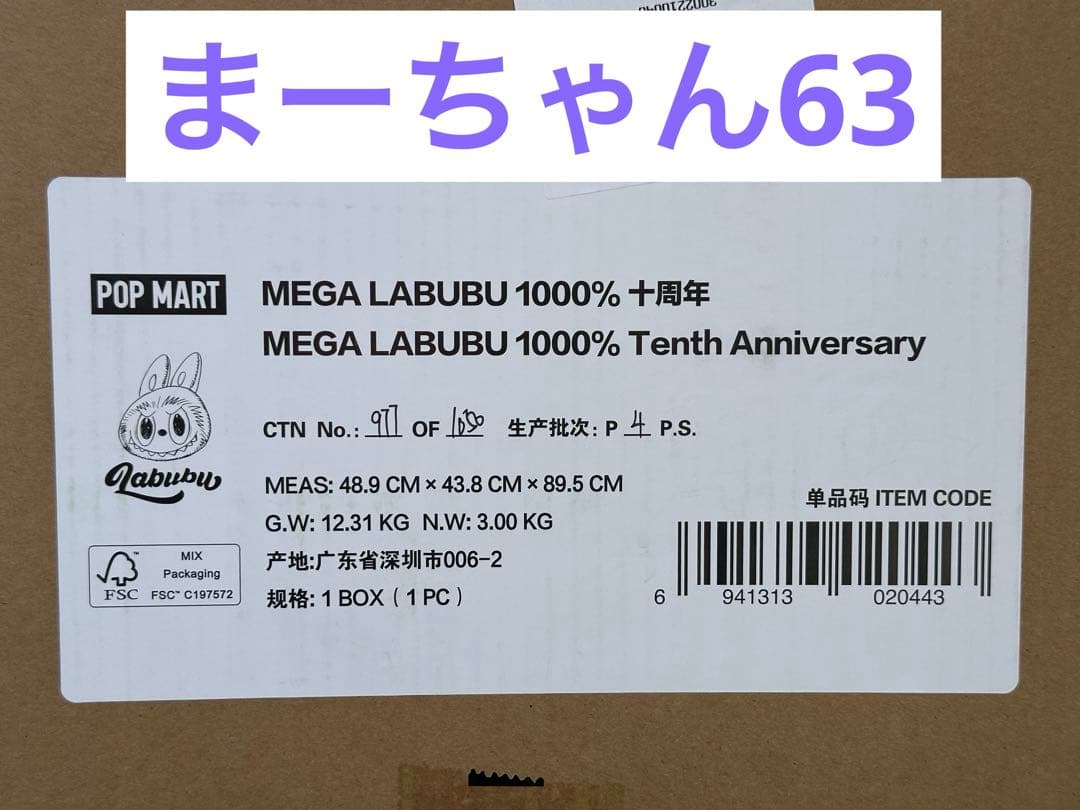 まーちゃん63
POP MART
MEGA LABUBU 1000% 十周年
MEGA LABUBU 1000% Tenth Anniversary
Labubu
CTN No.: 977 OF 生产批次: P 4 P.S.
MEAS: 48.9 CM × 43.8 CM × 89.5 CM
G.W: 12.31 KG N.W: 3.00 KG
产地:广东省深圳市006-2
规格: 1 BOX ( 1 PC )
FSC™
MIX
Packaging
FSC™ C197572
单品码 ITEM CODE
6 941313 020443